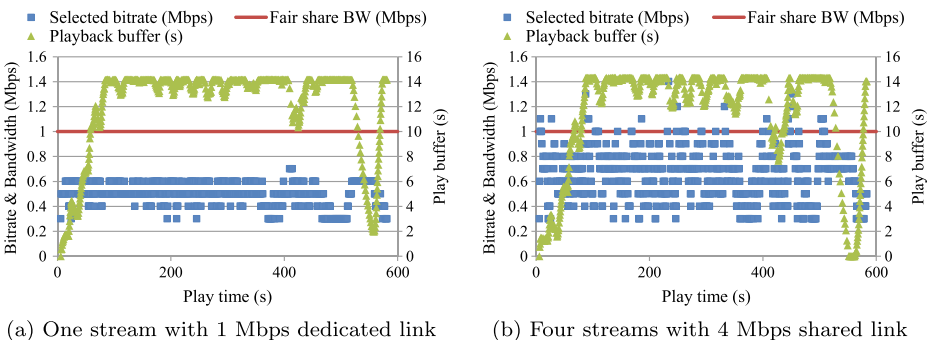 Selected bitrate (Mbps) Fair share BW (Mbps)
Playback buffer (s)
Bitrate & Bandwidth (Mbps)
1.6
1.4
1.2
1
0.8
0.6
0.4
0.2
0
16
14
12
10
8
6
4
2
0
Play buffer (s)
0 200 400 600
Play time (s)
(a) One stream with 1 Mbps dedicated link
Selected bitrate (Mbps) Fair share BW (Mbps)
Playback buffer (s)
Bitrate & Bandwidth (Mbps)
1.6
1.4
1.2
1
0.8
0.6
0.4
0.2
0
16
14
12
10
8
6
4
2
0
Play buffer (s)
0 200 400 600
Play time (s)
(b) Four streams with 4 Mbps shared link